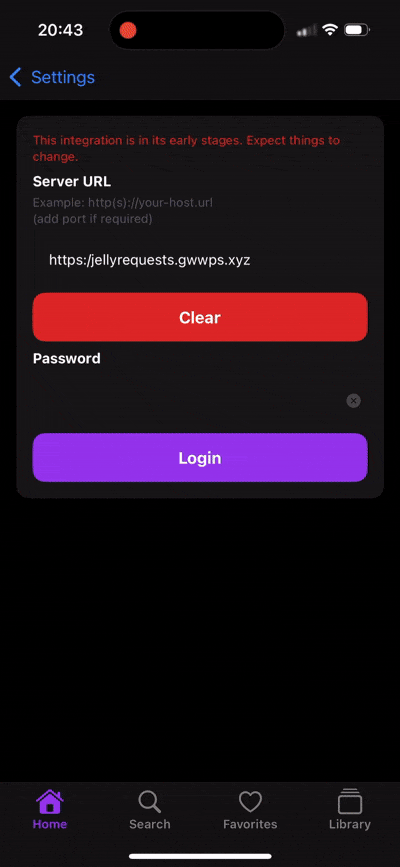 20:43
Settings
This integration is in its early stages. Expect things to
change.
Server URL
Example: http(s)://your-host.url
(add port if required)
https:/jellyrequests.gwwps.xyz
Clear
Password
Login
Home
Search
Favorites
Library